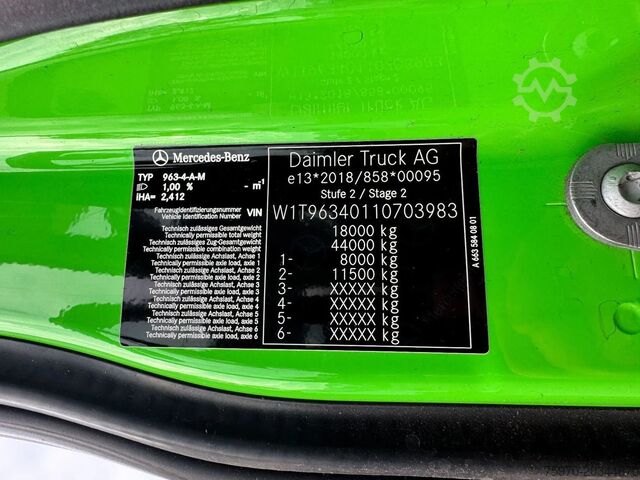 Mercedes-Benz
TYP 963-4-A-M
1,00 % - m⁻¹
IHA= 2,412
Fahrzeugidentifizierungsnummer
Vehicle Identification Number VIN
Daimler Truck AG
e13*2018/858*00095
Stufe 2 / Stage 2
W1T96340110703983
Technisch zulässiges Gesamtgewicht
Technically permissible total weight 18000 kg
Technisch zulässiges Zug-Gesamtgewicht
Technically permissible combination weight 44000 kg
Technisch zulässige Achslast, Achse 1
Technically permissible axle load, axle 1 1- 8000 kg
Technisch zulässige Achslast, Achse 2
Technically permissible axle load, axle 2 2- 11500 kg
Technisch zulässige Achslast, Achse 3
Technically permissible axle load, axle 3 3- XXXXX kg
Technisch zulässige Achslast, Achse 4
Technically permissible axle load, axle 4 4- XXXXX kg
Technisch zulässige Achslast, Achse 5
Technically permissible axle load, axle 5 5- XXXXX kg
Technisch zulässige Achslast, Achse 6
Technically permissible axle load, axle 6 6- XXXXX kg
A 663 584 08 01